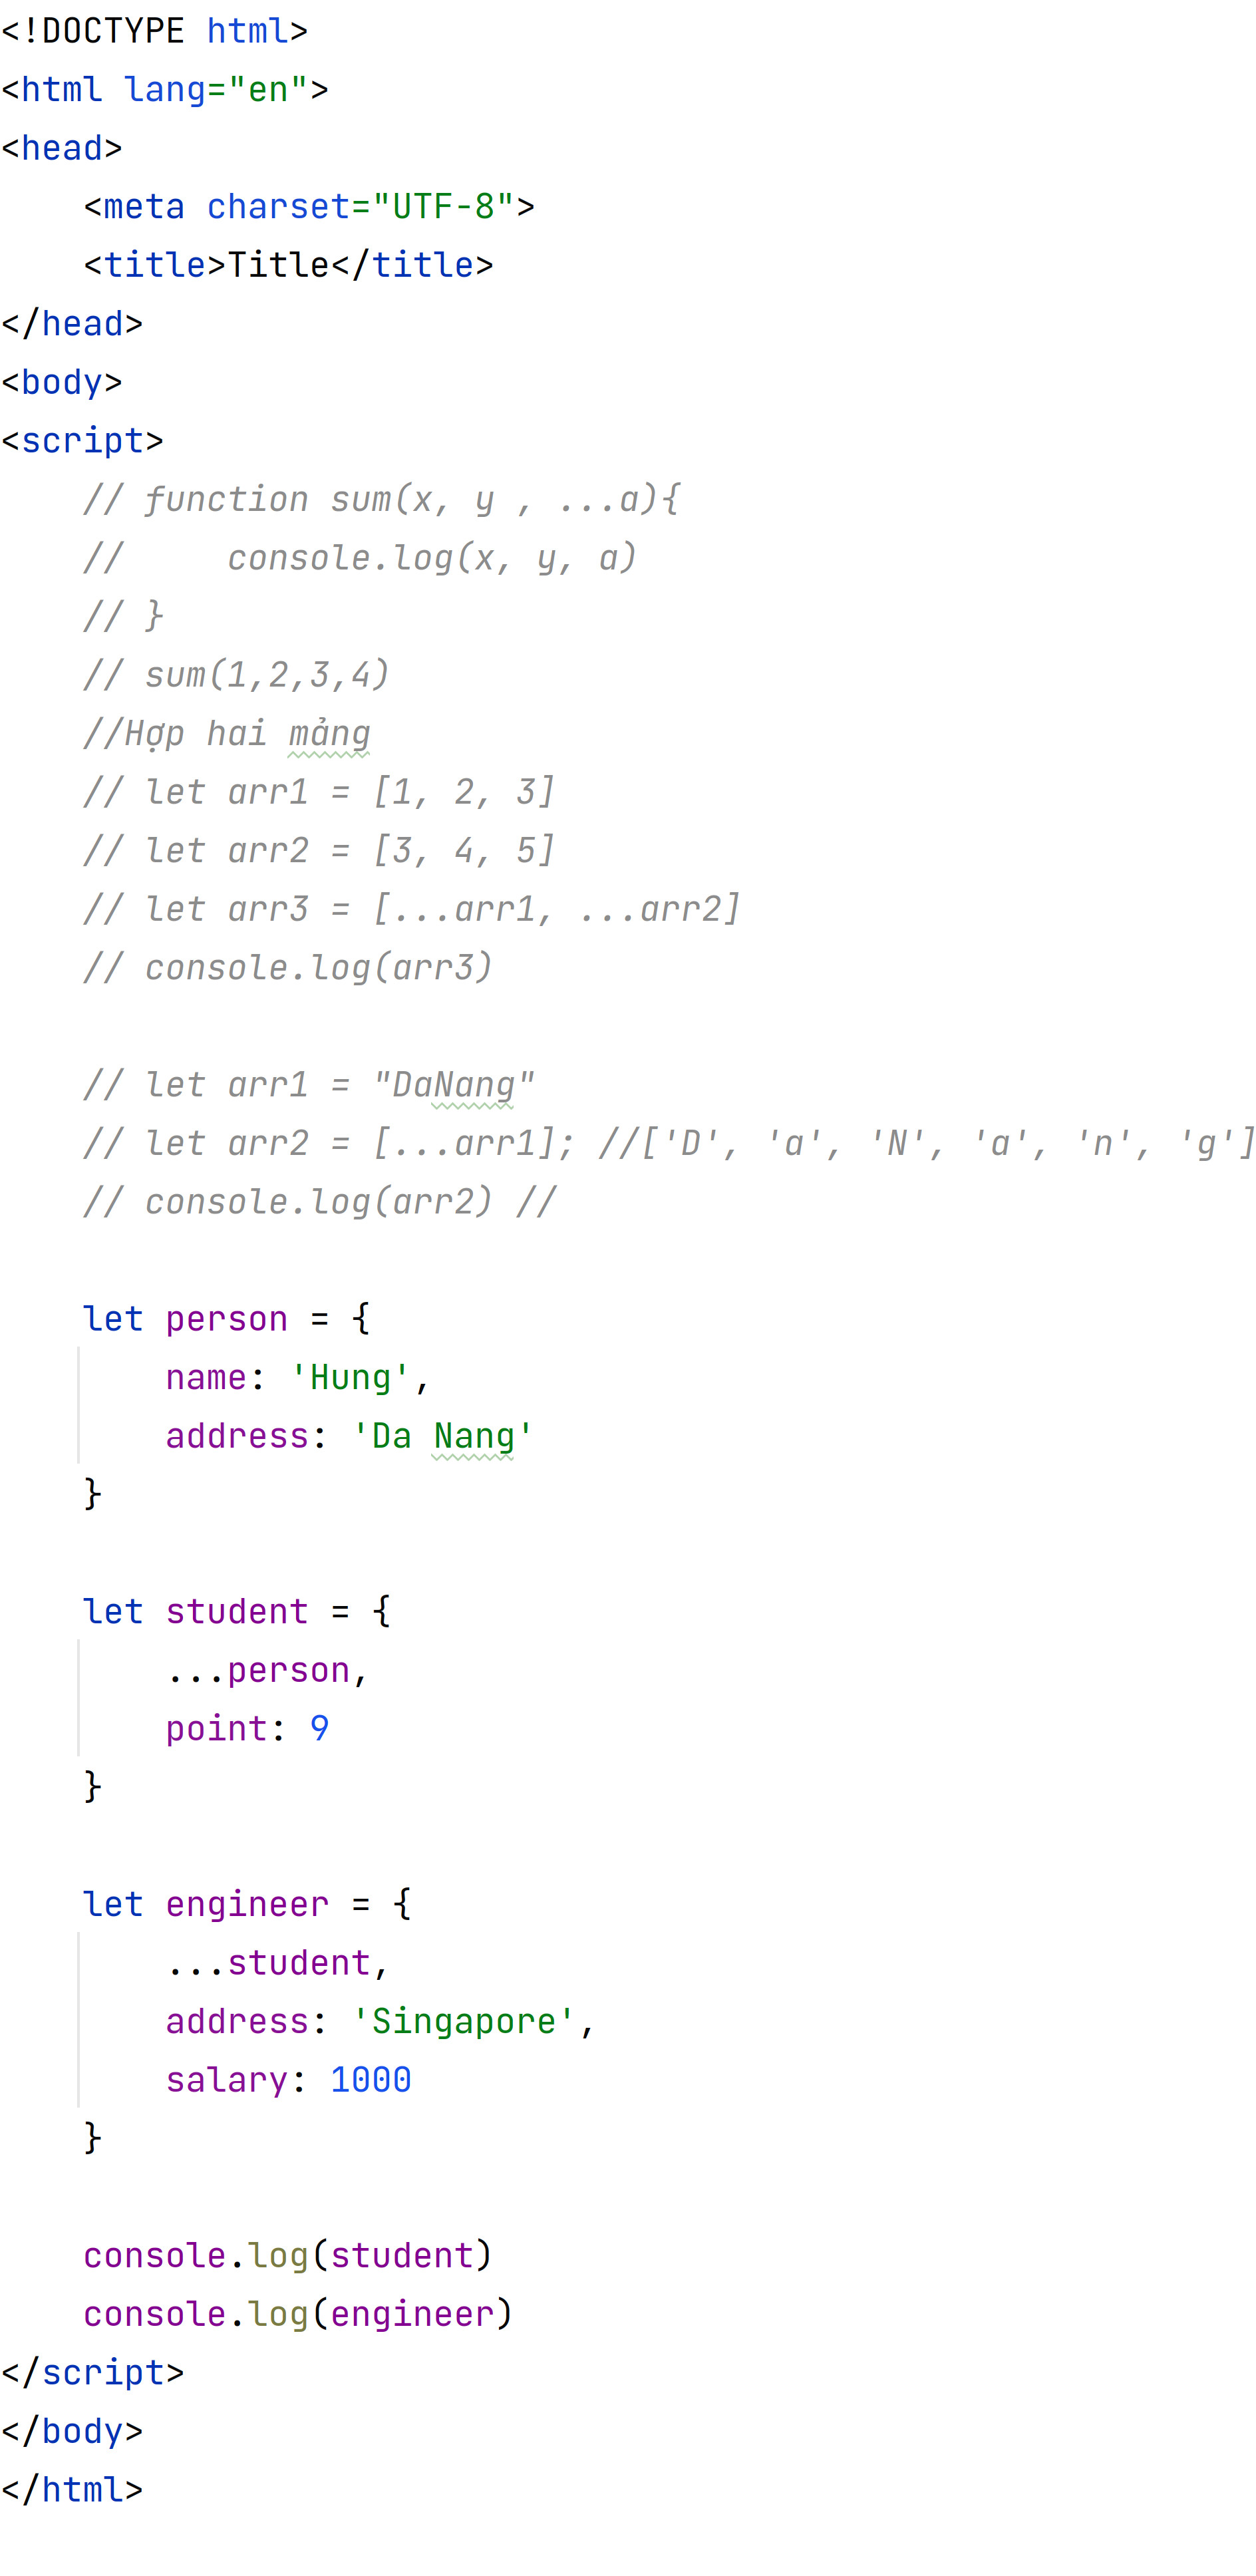 <!DOCTYPE html>
<html lang="en">
<head>
    <meta charset="UTF-8">
    <title>Title</title>
</head>
<body>
<script>
    // function sum(x, y , ...a){
    //     console.log(x, y, a)
    // }
    // sum(1,2,3,4)
    //Hợp hai mảng
    // let arr1 = [1, 2, 3]
    // let arr2 = [3, 4, 5]
    // let arr3 = [...arr1, ...arr2]
    // console.log(arr3)

    // let arr1 = "DaNang"
    // let arr2 = [...arr1]; //['D', 'a', 'N', 'a', 'n', 'g']
    // console.log(arr2) //

    let person = {
        name: 'Hung',
        address: 'Da Nang'
    }

    let student = {
        ...person,
        point: 9
    }

    let engineer = {
        ...student,
        address: 'Singapore',
        salary: 1000
    }

    console.log(student)
    console.log(engineer)
</script>
</body>
</html>